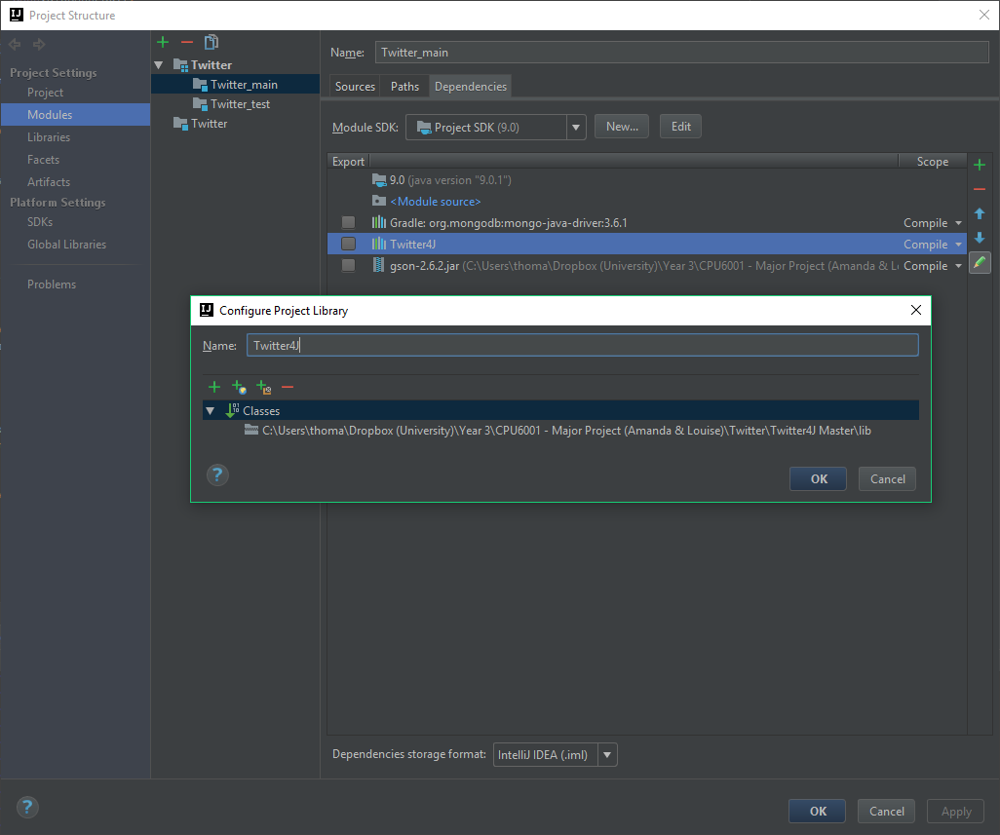 Project Structure
Project Settings
Project
Modules
Libraries
Facets
Artifacts
Platform Settings
SDKs
Global Libraries
Problems
Twitter
Twitter_main
Twitter_test
Twitter
Name: Twitter_main
Sources Paths Dependencies
Module SDK: Project SDK (9.0) New... Edit
Export Scope
9.0 (java version "9.0.1")
<Module source>
Gradle: org.mongodb:mongo-java-driver:3.6.1 Compile
Twitter4J Compile
gson-2.6.2.jar (C:\Users\thoma\Dropbox (University)\Year 3\CPU6001 - Major Project (Amanda & L Compile
Configure Project Library
Name: Twitter4J
Classes
C:\Users\thoma\Dropbox (University)\Year 3\CPU6001 - Major Project (Amanda & Louise)\Twitter\Twitter4J Master\lib
? OK Cancel
Dependencies storage format: IntelliJ IDEA (.iml)
? OK Cancel Apply